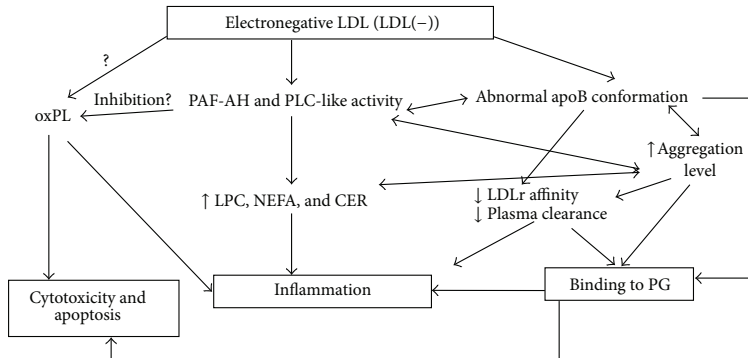 Electronegative LDL (LDL(−))
?
Inhibition?
PAF-AH and PLC-like activity
Abnormal apoB conformation
oxPL
↑ Aggregation
level
↑ LPC, NEFA, and CER
↓ LDLr affinity
↓ Plasma clearance
Cytotoxicity and
apoptosis
Inflammation
Binding to PG